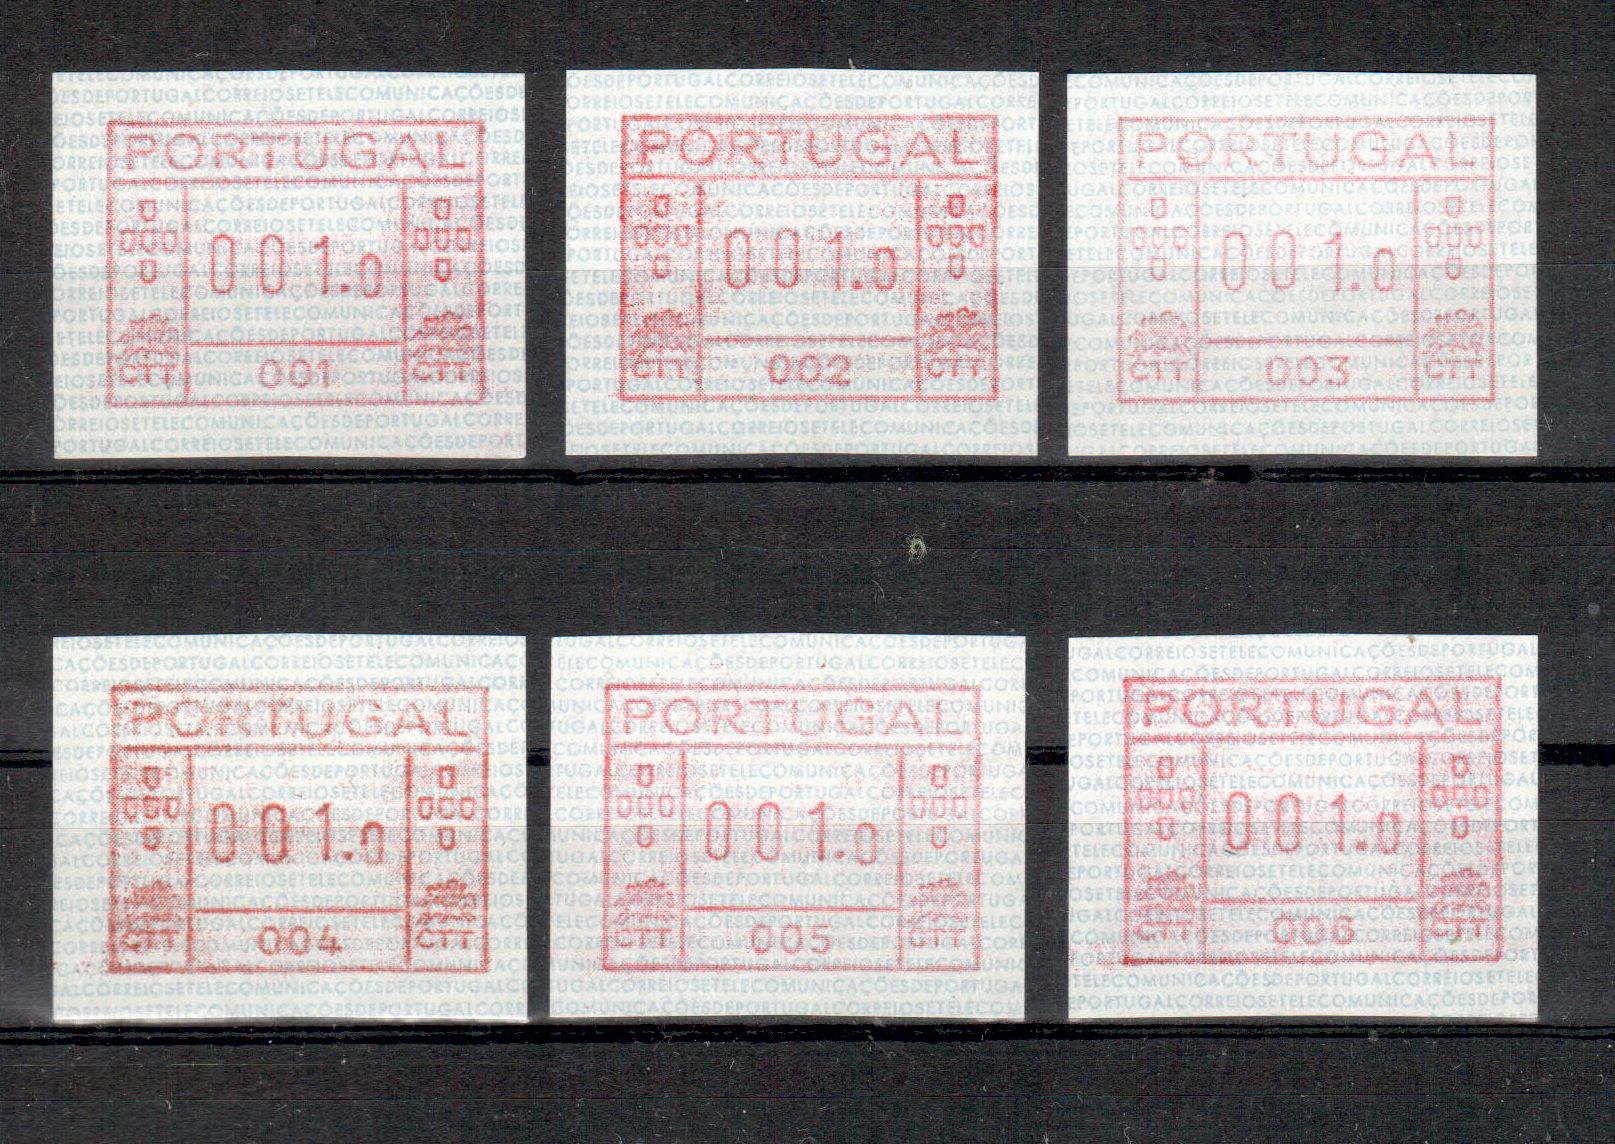 PORTUGAL
001.0
CTT 001 CTT
PORTUGAL
001.0
CTT 002 CTT
PORTUGAL
001.0
CTT 003 CTT
PORTUGAL
001.0
CTT 004 CTT
PORTUGAL
001.0
CTT 005 CTT
PORTUGAL
001.0
CTT 006 CTT
CORREIOSETELECOMUNICAÇÕESDEPORTUGAL